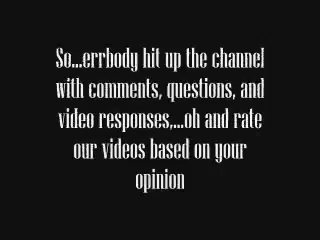 So...errbody hit up the channel
with comments, questions, and
video responses,...oh and rate
our videos based on your
opinion